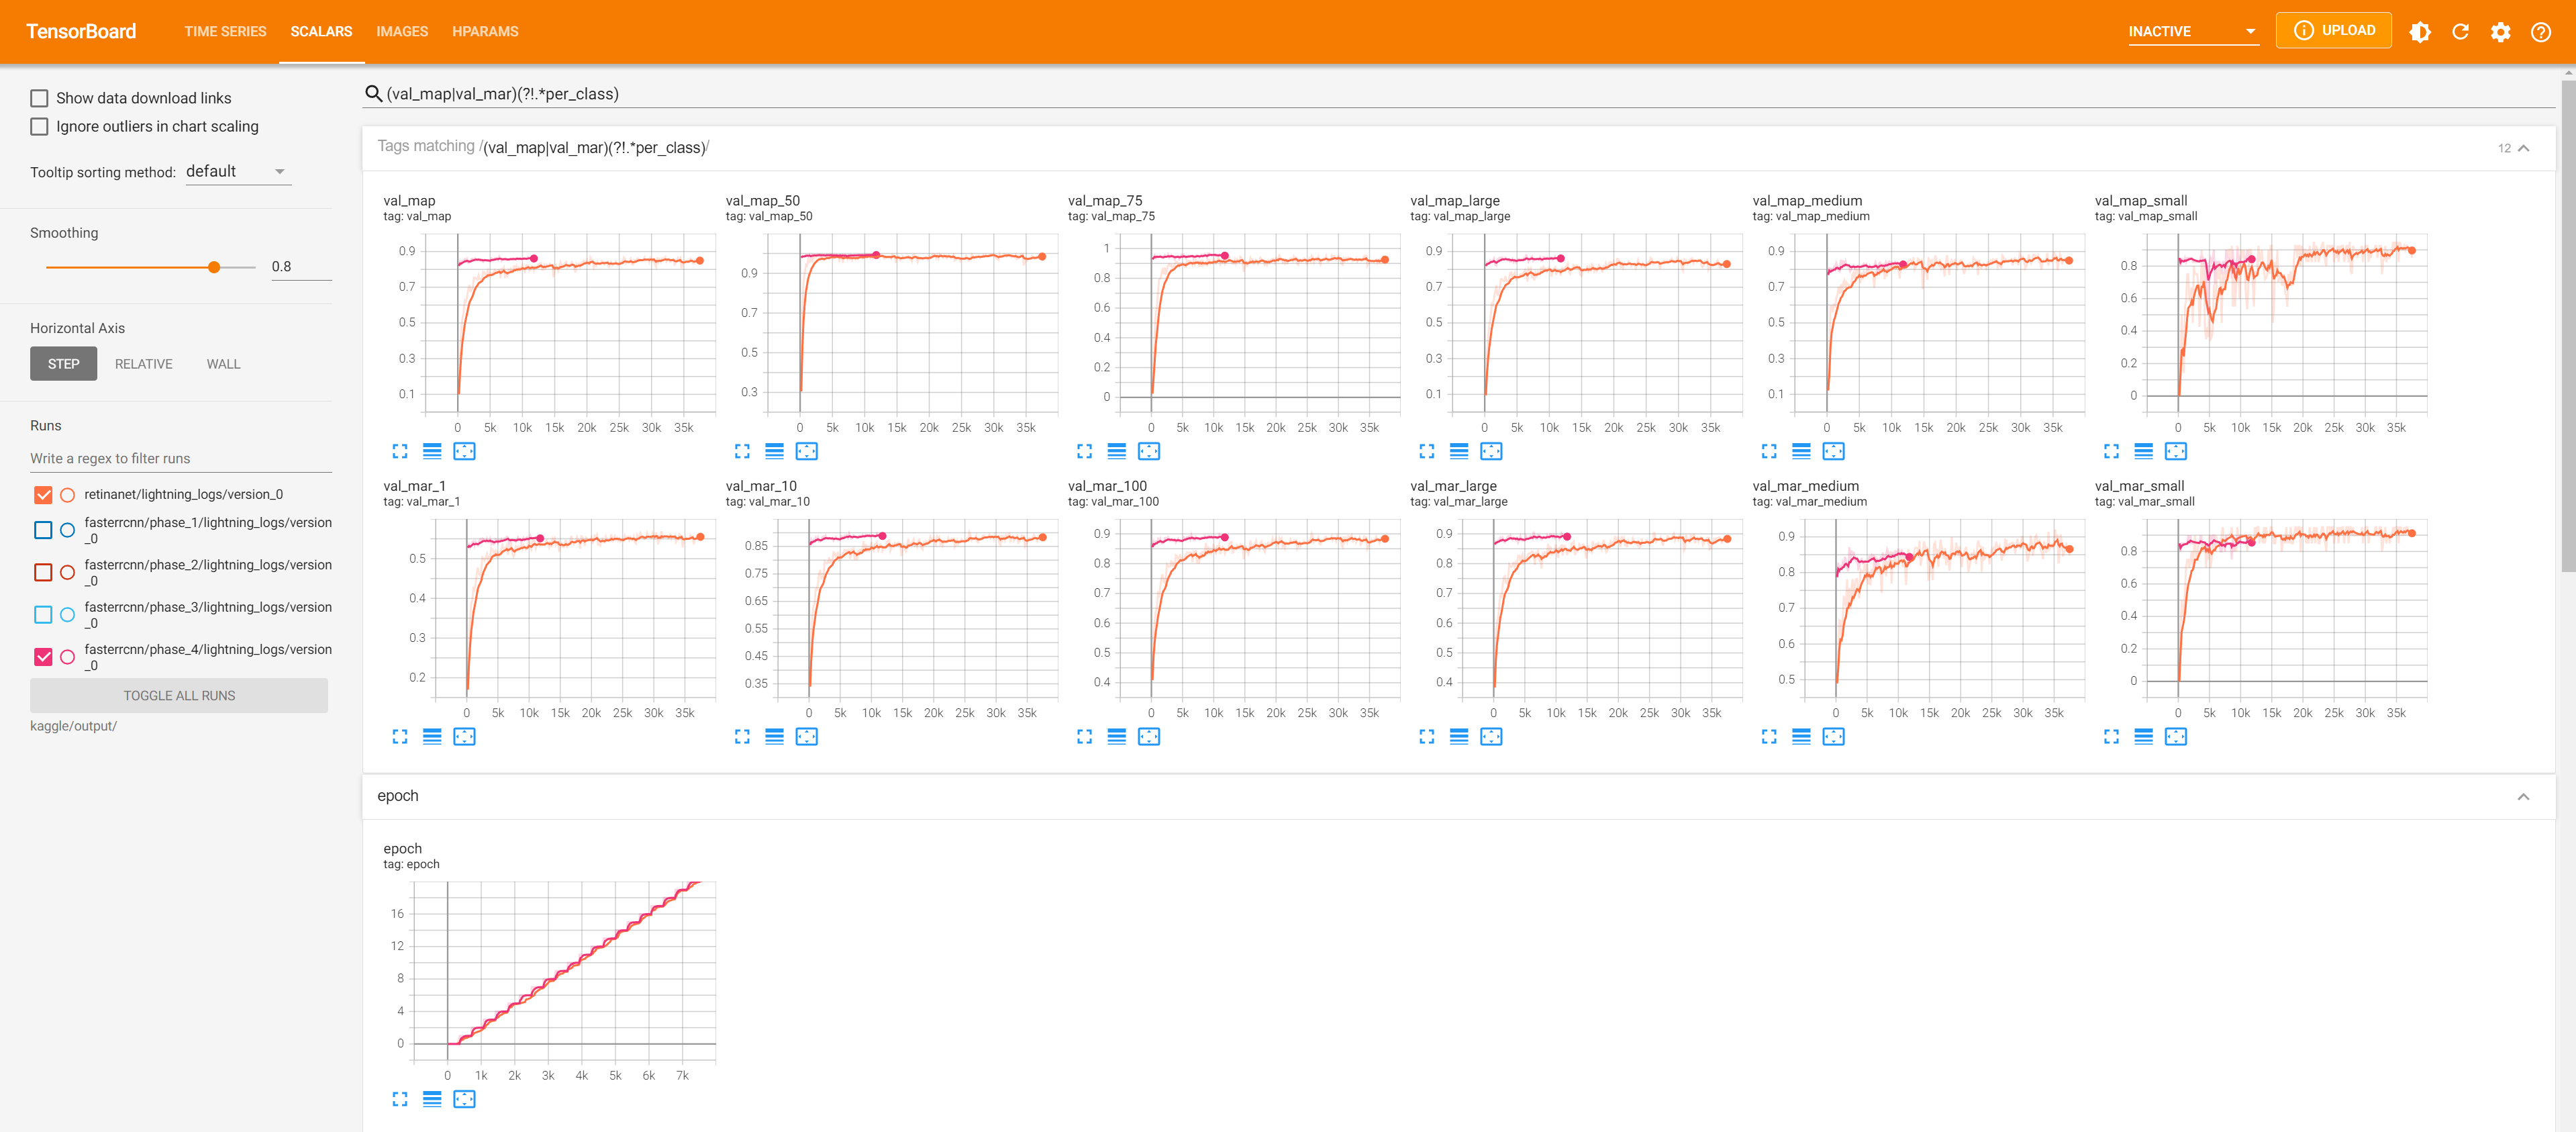 TensorBoard
TIME SERIES SCALARS IMAGES HPARAMS
INACTIVE
UPLOAD
Show data download links
Ignore outliers in chart scaling
Tooltip sorting method: default
Smoothing
0.8
Horizontal Axis
STEP RELATIVE WALL
Runs
Write a regex to filter runs
retinanet/lightning_logs/version_0
fasterrcnn/phase_1/lightning_logs/version
_0
fasterrcnn/phase_2/lightning_logs/version
_0
fasterrcnn/phase_3/lightning_logs/version
_0
fasterrcnn/phase_4/lightning_logs/version
_0
TOGGLE ALL RUNS
kaggle/output/
(val_map|val_mar)(?!.*per_class)
Tags matching /(val_map|val_mar)(?!.*per_class)/
12
val_map
tag: val_map
0.9
0.7
0.5
0.3
0.1
0 5k 10k 15k 20k 25k 30k 35k
val_map_50
tag: val_map_50
0.9
0.7
0.5
0.3
0 5k 10k 15k 20k 25k 30k 35k
val_map_75
tag: val_map_75
1
0.8
0.6
0.4
0.2
0
0 5k 10k 15k 20k 25k 30k 35k
val_map_large
tag: val_map_large
0.9
0.7
0.5
0.3
0.1
0 5k 10k 15k 20k 25k 30k 35k
val_map_medium
tag: val_map_medium
0.9
0.7
0.5
0.3
0.1
0 5k 10k 15k 20k 25k 30k 35k
val_map_small
tag: val_map_small
0.8
0.6
0.4
0.2
0
0 5k 10k 15k 20k 25k 30k 35k
val_mar_1
tag: val_mar_1
0.5
0.4
0.3
0.2
0 5k 10k 15k 20k 25k 30k 35k
val_mar_10
tag: val_mar_10
0.85
0.75
0.65
0.55
0.45
0.35
0 5k 10k 15k 20k 25k 30k 35k
val_mar_100
tag: val_mar_100
0.9
0.8
0.7
0.6
0.5
0.4
0 5k 10k 15k 20k 25k 30k 35k
val_mar_large
tag: val_mar_large
0.9
0.8
0.7
0.6
0.5
0.4
0 5k 10k 15k 20k 25k 30k 35k
val_mar_medium
tag: val_mar_medium
0.9
0.8
0.7
0.6
0.5
0 5k 10k 15k 20k 25k 30k 35k
val_mar_small
tag: val_mar_small
0.8
0.6
0.4
0.2
0
0 5k 10k 15k 20k 25k 30k 35k
epoch
epoch
tag: epoch
16
12
8
4
0
0 1k 2k 3k 4k 5k 6k 7k